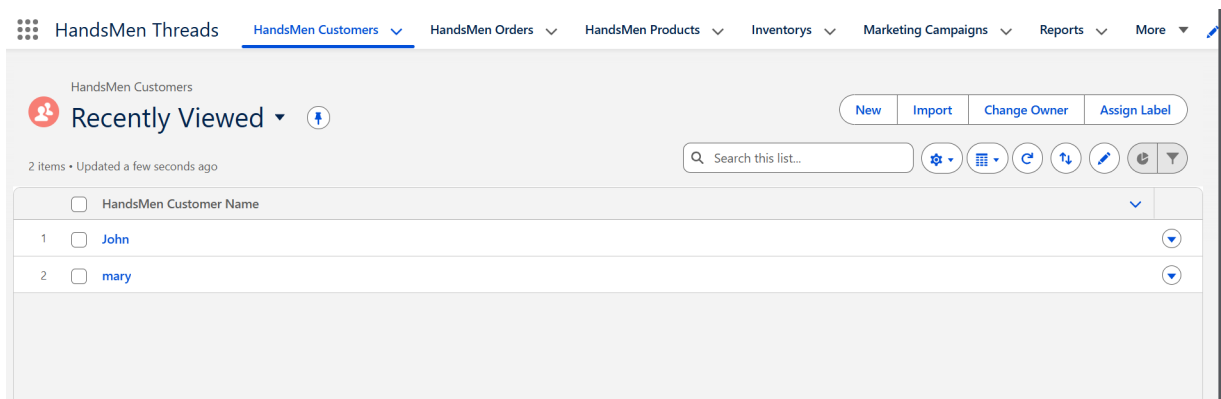 HandsMen Threads HandsMen Customers HandsMen Orders HandsMen Products Inventorys Marketing Campaigns Reports More
HandsMen Customers
Recently Viewed
New Import Change Owner Assign Label
2 items • Updated a few seconds ago
Search this list...
HandsMen Customer Name
1 John
2 mary